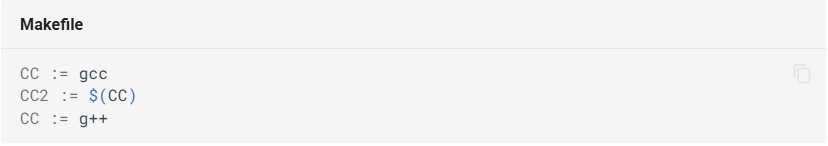 Makefile
CC := gcc
CC2 := $(CC)
CC := g++